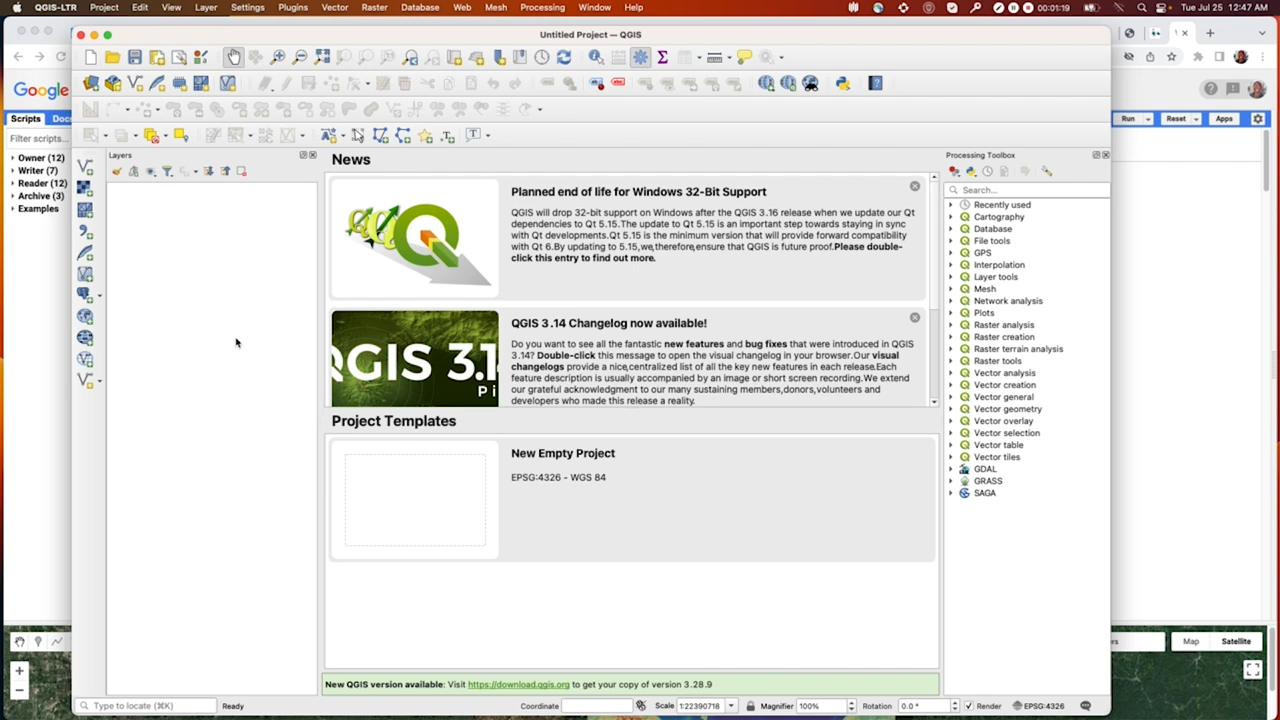 QGIS-LTR Project Edit View Layer Settings Plugins Vector Raster Database Web Mesh Processing Window Help 00:01:19 Tue Jul 25 12:47 AM
Untitled Project — QGIS
Google
Scripts Docs
Run Reset Apps
Filter scripts...
Owner (12)
Writer (7)
Reader (12)
Archive (3)
Examples
Layers
News
Planned end of life for Windows 32-Bit Support
QGIS will drop 32-bit support on Windows after the QGIS 3.16 release when we update our Qt
dependencies to Qt 5.15.The update to Qt 5.15 is an important step towards staying in sync
with Qt developments.Qt 5.15 is the minimum version that will provide forward compatibility
with Qt 6.By updating to 5.15,we,therefore,ensure that QGIS is future proof.Please double-
click this entry to find out more.
QGIS 3.1
Pi
QGIS 3.14 Changelog now available!
Do you want to see all the fantastic new features and bug fixes that were introduced in QGIS
3.14? Double-click this message to open the visual changelog in your browser.Our visual
changelogs provide a nice,centralized list of all the key new features in each release.Each
feature description is usually accompanied by an image or short screen recording.We extend
our grateful acknowledgment to our many sustaining members,donors,volunteers and
developers who made this release a reality.
Project Templates
New Empty Project
EPSG:4326 - WGS 84
New QGIS version available: Visit https://download.qgis.org to get your copy of version 3.28.9
Processing Toolbox
Search...
Recently used
Cartography
Database
File tools
GPS
Interpolation
Layer tools
Mesh
Network analysis
Plots
Raster analysis
Raster creation
Raster terrain analysis
Raster tools
Vector analysis
Vector creation
Vector general
Vector geometry
Vector overlay
Vector selection
Vector table
Vector tiles
GDAL
GRASS
SAGA
Map Satellite
Type to locate (⌘K) Ready Coordinate Scale 1:22390718 Magnifier 100% Rotation 0.0 ° Render EPSG:4326